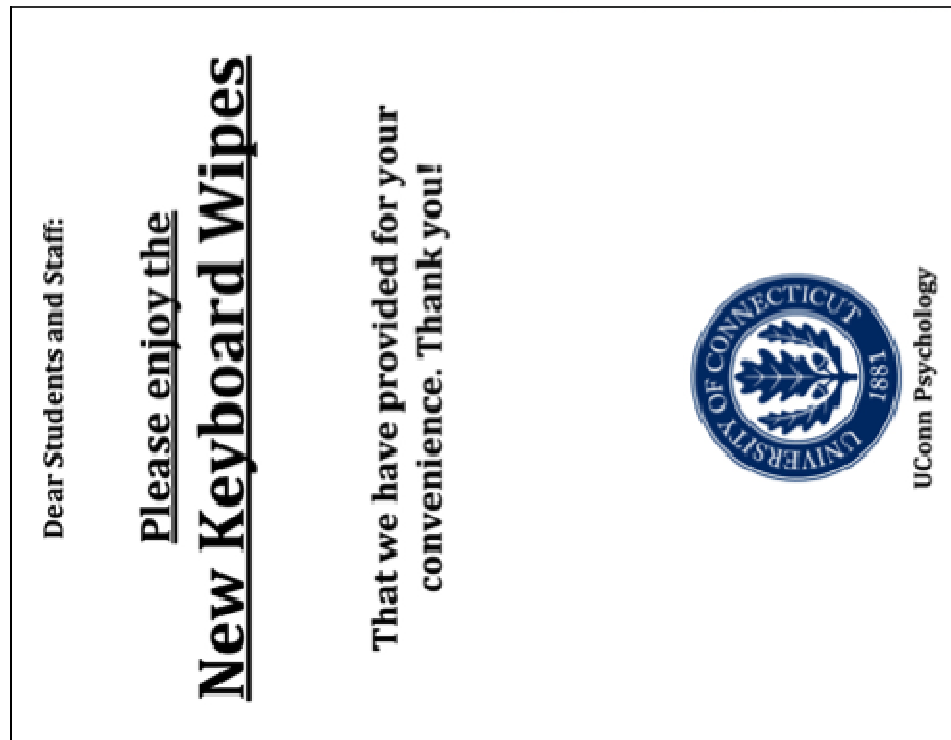 Dear Students and Staff:
Please enjoy the
New Keyboard Wipes
That we have provided for your
convenience. Thank you!
UNIVERSITY OF CONNECTICUT
1881
UConn Psychology